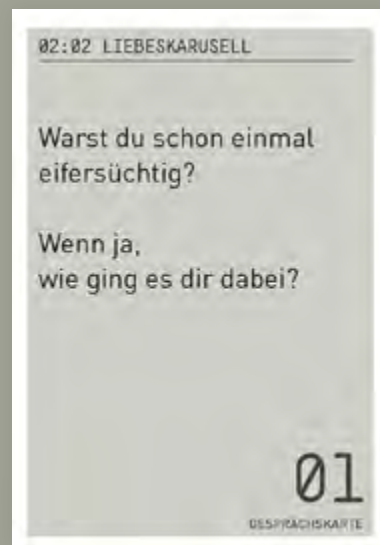 02:02 LIEBESKARUSELL
Warst du schon einmal
eifersüchtig?
Wenn ja,
wie ging es dir dabei?
01
GESPRÄCHSKARTE